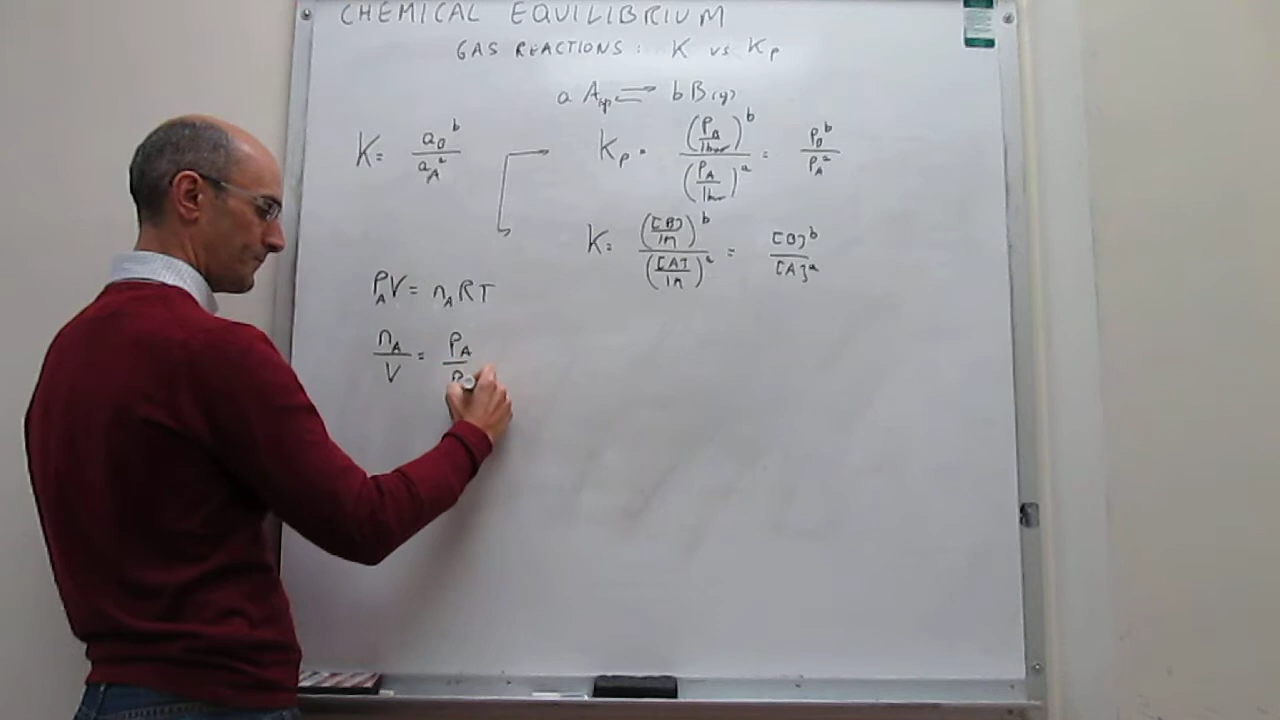 CHEMICAL EQUILIBRIUM
GAS REACTIONS: K vs Kp
a A(g) ⇌ b B(g)
K = a_B^b / a_A^a
Kp = (P_B/1bar)^b / (P_A/1bar)^a = P_B^b / P_A^a
K = ([B]/1M)^b / ([A]/1M)^a = [B]^b / [A]^a
P_A V = n_A RT
n_A / V = P_A / R